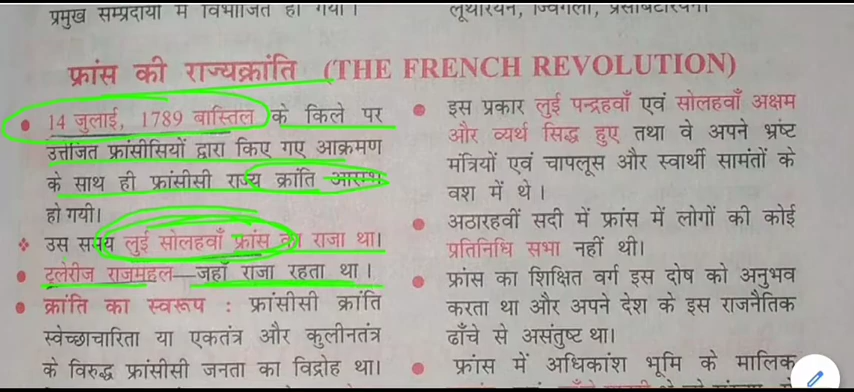 प्रमुख सम्प्रदायों में विभाजित हो गया।
फ्रांस की राज्यक्रांति (THE FRENCH REVOLUTION)
• 14 जुलाई, 1789 बास्तिल के किले पर
उत्तेजित फ्रांसीसियों द्वारा किए गए आक्रमण
के साथ ही फ्रांसीसी राज्य क्रांति आरम्भ
हो गयी।
❖ उस समय लुई सोलहवाँ फ्रांस का राजा था।
• ट्लेरीज राजमहल—जहाँ राजा रहता था।
• क्रांति का स्वरूप : फ्रांसीसी क्रांति
स्वेच्छाचारिता या एकतंत्र और कुलीनतंत्र
के विरुद्ध फ्रांसीसी जनता का विद्रोह था।
लूथेरियन, ज्विंगली,
• इस प्रकार लुई पन्द्रहवाँ एवं सोलहवाँ अक्षम
और व्यर्थ सिद्ध हुए तथा वे अपने भ्रष्ट
मंत्रियों एवं चापलूस और स्वार्थी सामंतों के
वश में थे।
• अठारहवीं सदी में फ्रांस में लोगों की कोई
प्रतिनिधि सभा नहीं थी।
• फ्रांस का शिक्षित वर्ग इस दोष को अनुभव
करता था और अपने देश के इस राजनैतिक
ढाँचे से असंतुष्ट था।
• फ्रांस में अधिकांश भूमि के मालिक